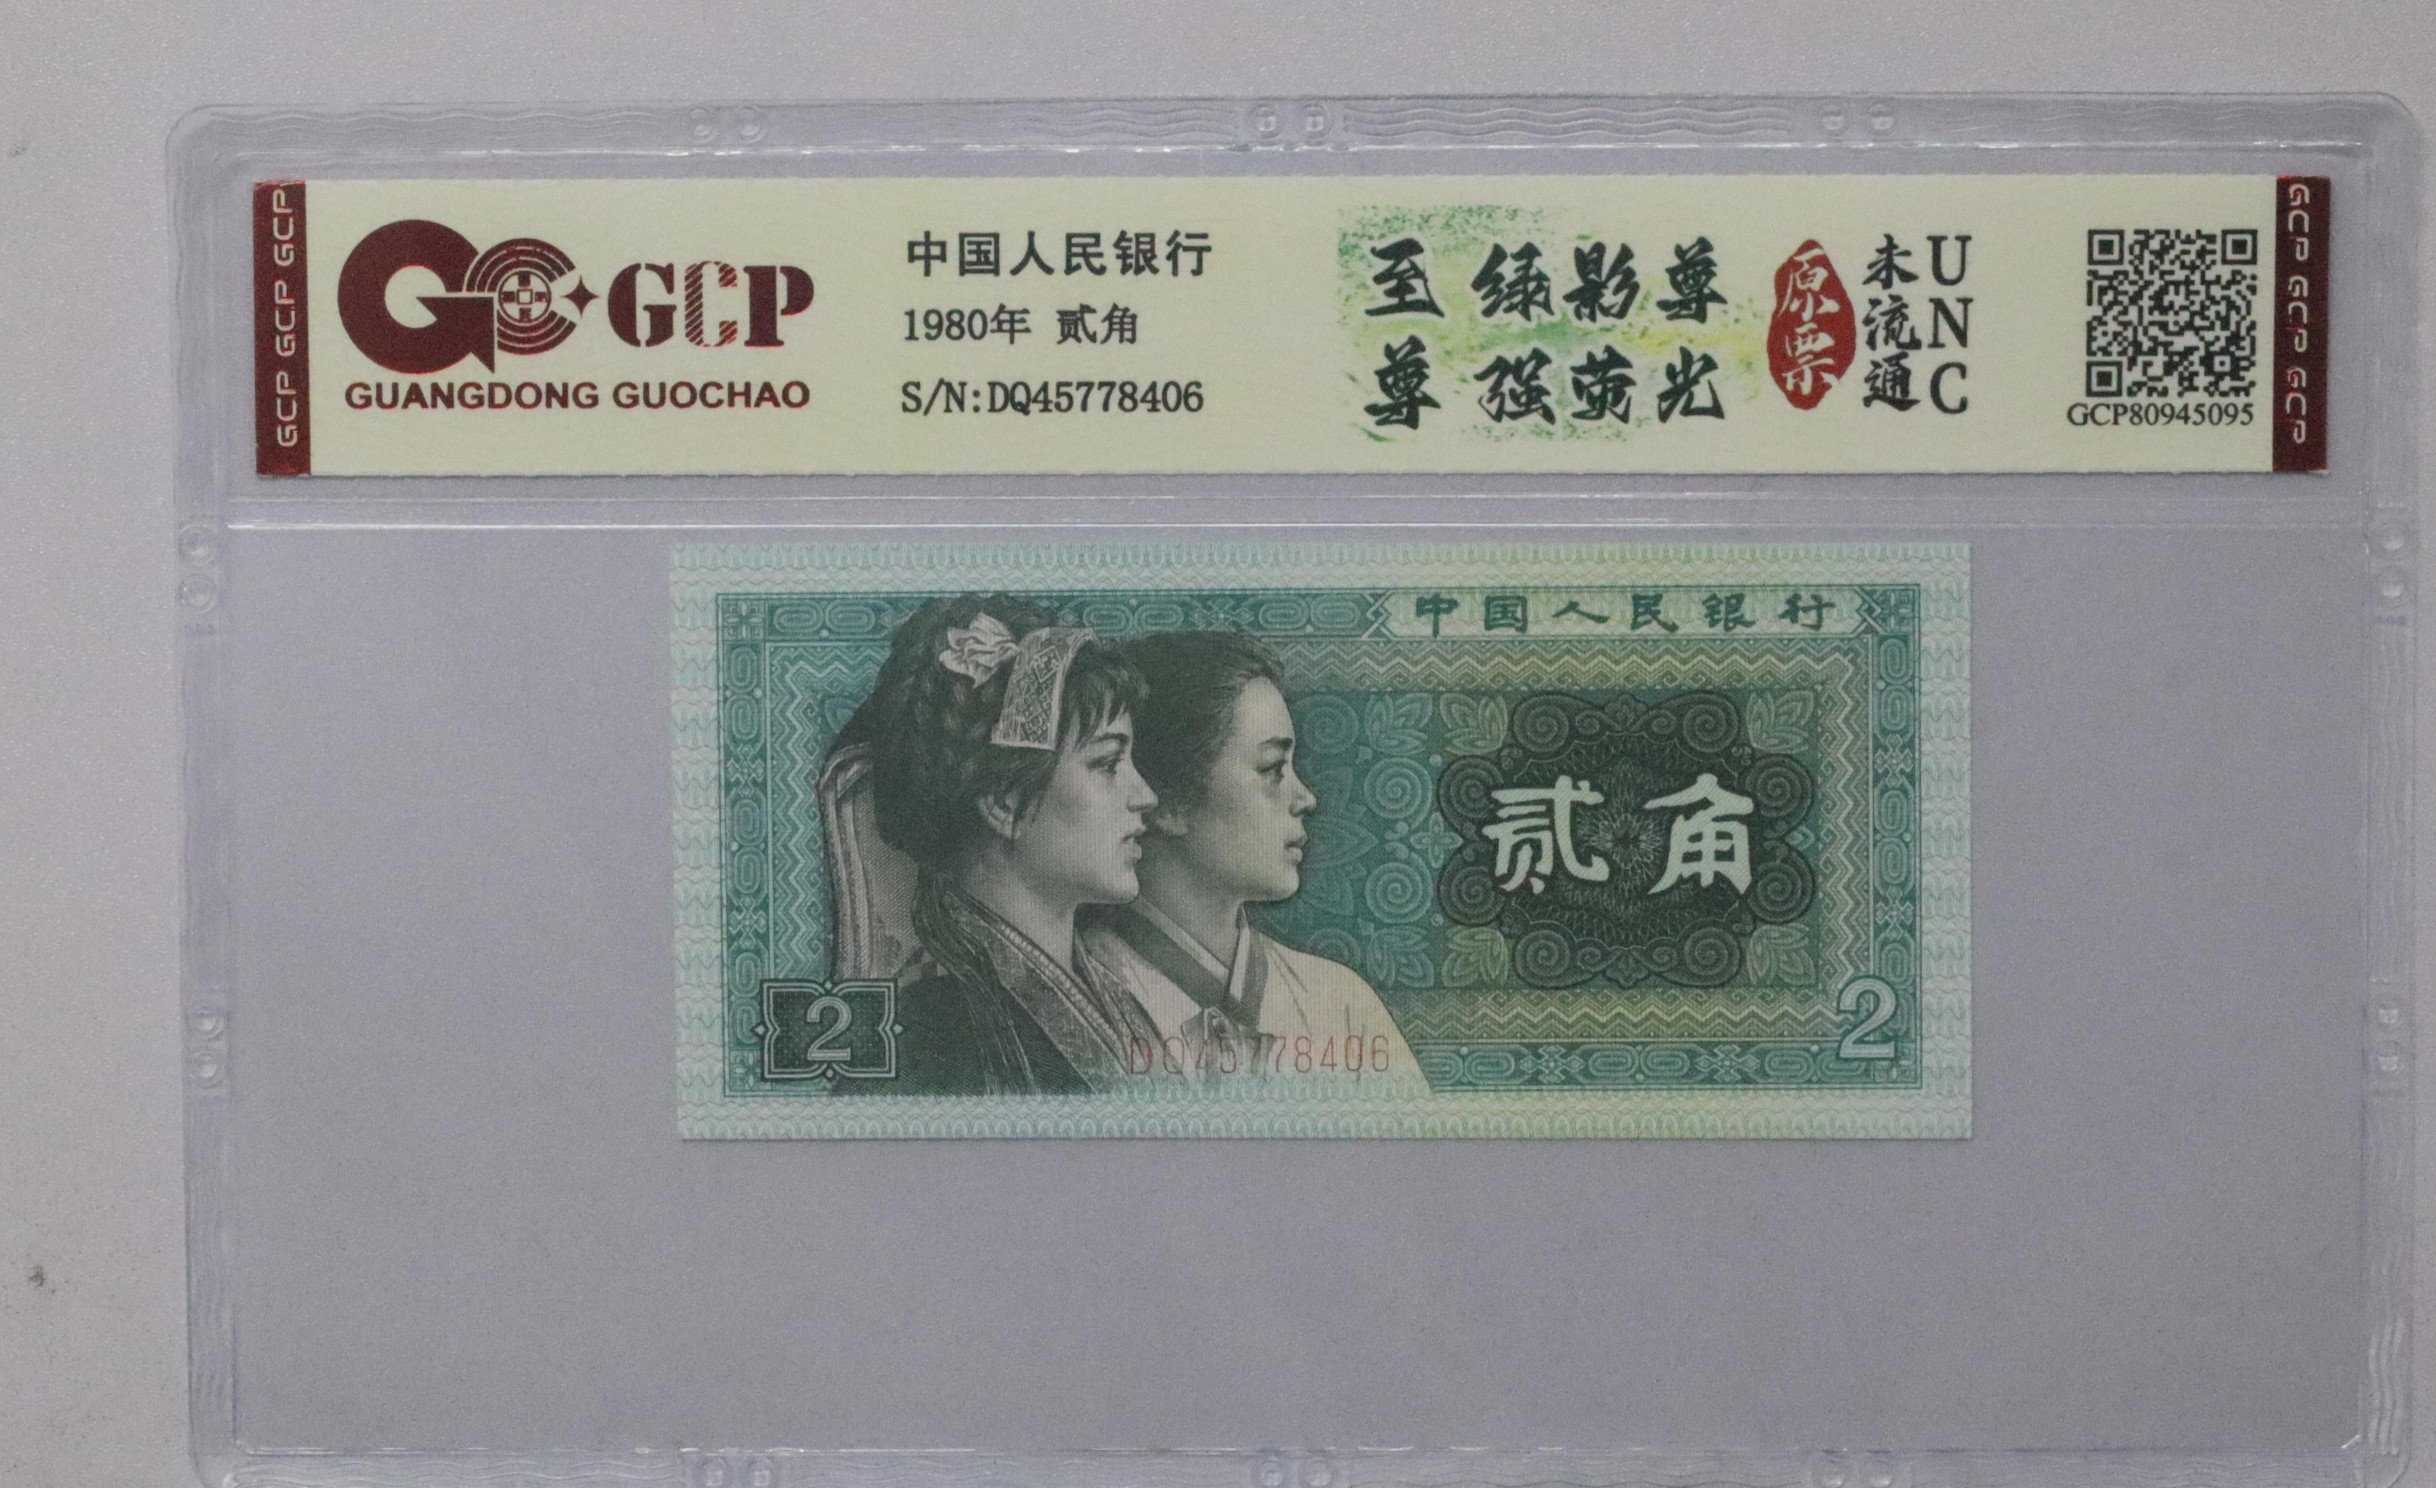 GCP GCP GCP
GCP
GUANGDONG GUOCHAO
中国人民银行
1980年 贰角
S/N:DQ45778406
至尊
绿影尊
强荧光
原票
未流通
UNC
GCP80945095
GCP GCP GCP
中国人民银行
贰角
2
2
DQ45778406